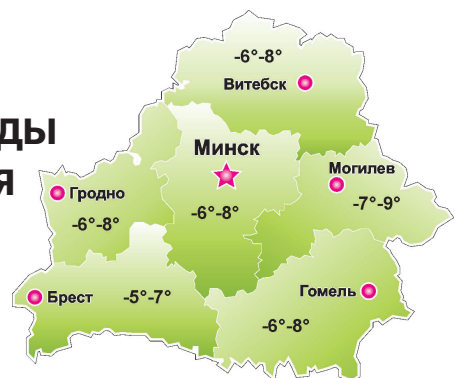 -6°-8°
Витебск
ды
я
Минск
Могилев
-7°-9°
Гродно
-6°-8°
-6°-8°
Брест
-5°-7°
Гомель
-6°-8°